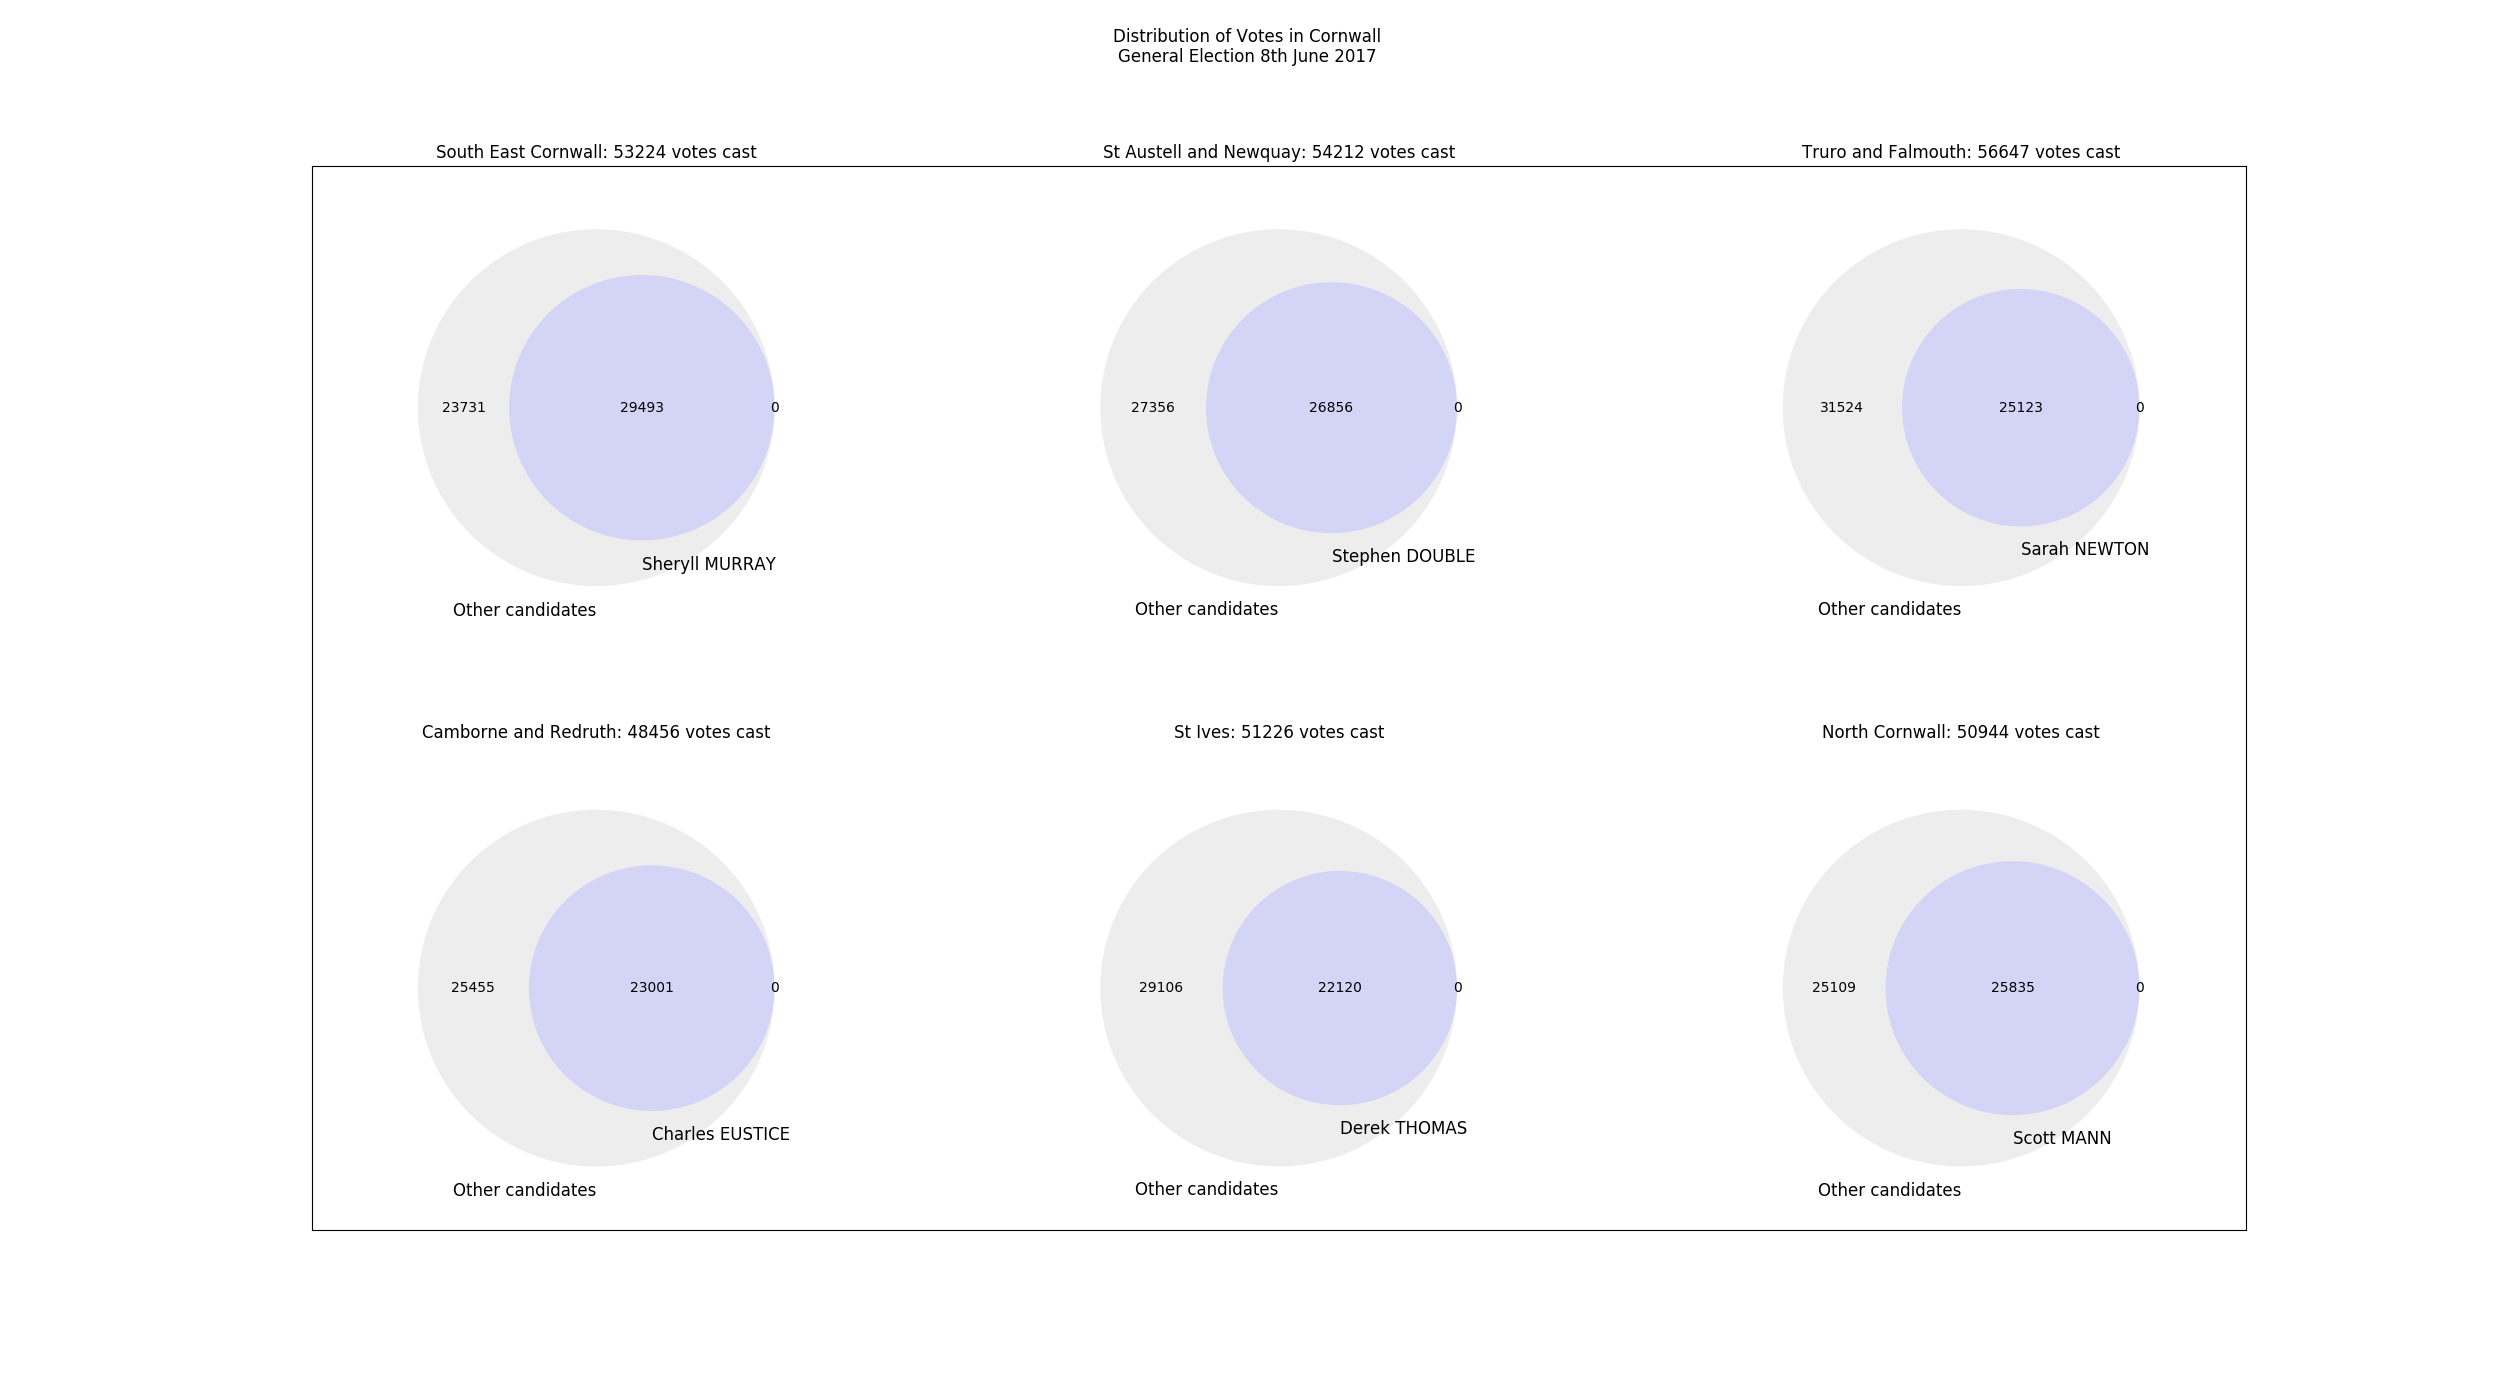 Distribution of Votes in Cornwall
General Election 8th June 2017
South East Cornwall: 53224 votes cast
23731
29493
0
Sheryll MURRAY
Other candidates
St Austell and Newquay: 54212 votes cast
27356
26856
0
Stephen DOUBLE
Other candidates
Truro and Falmouth: 56647 votes cast
31524
25123
0
Sarah NEWTON
Other candidates
Camborne and Redruth: 48456 votes cast
25455
23001
0
Charles EUSTICE
Other candidates
St Ives: 51226 votes cast
29106
22120
0
Derek THOMAS
Other candidates
North Cornwall: 50944 votes cast
25109
25835
0
Scott MANN
Other candidates